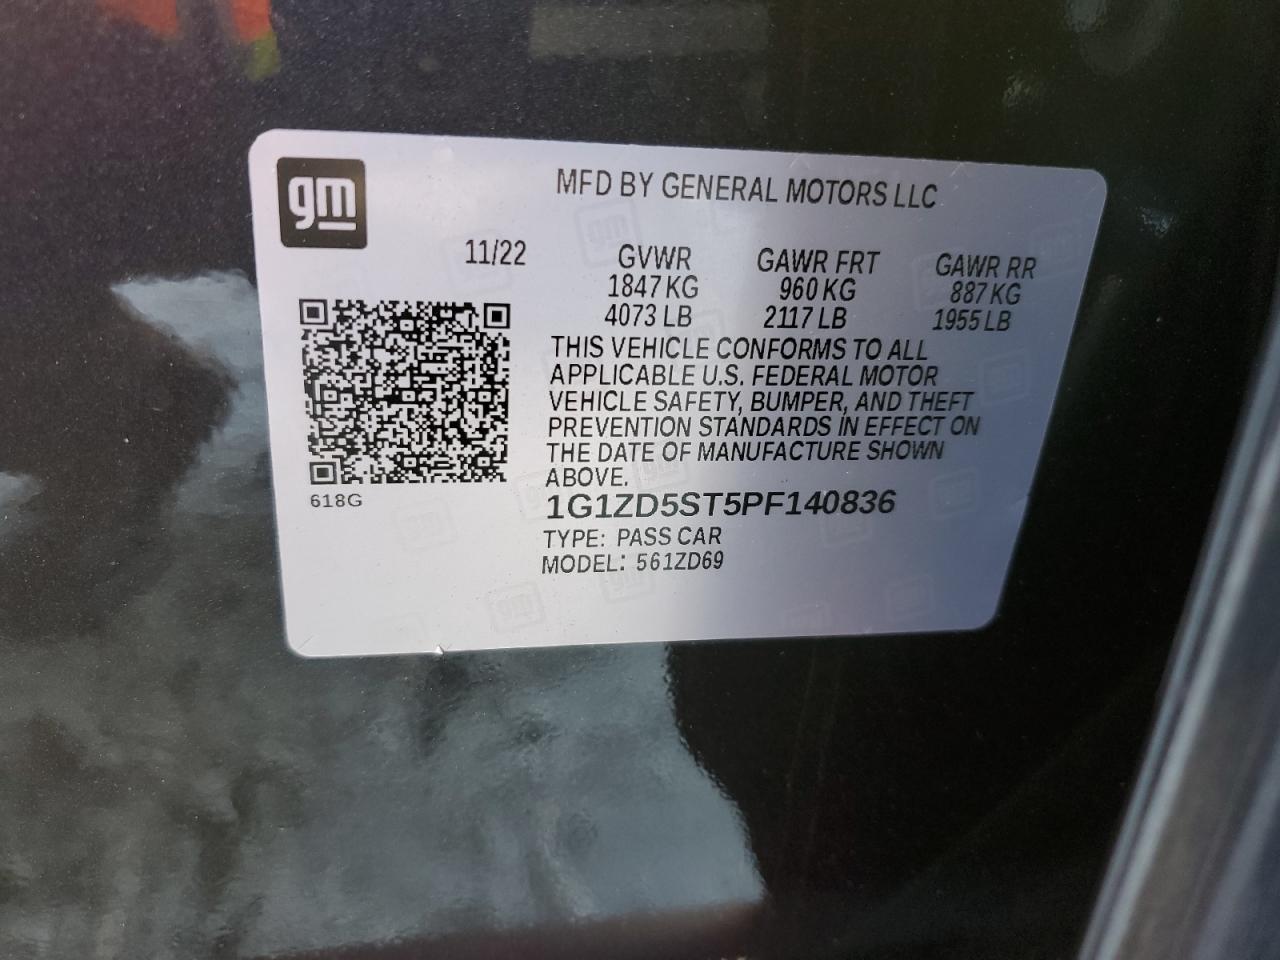 gm
MFD BY GENERAL MOTORS LLC
11/22 GVWR GAWR FRT GAWR RR
1847 KG 960 KG 887 KG
4073 LB 2117 LB 1955 LB
THIS VEHICLE CONFORMS TO ALL
APPLICABLE U.S. FEDERAL MOTOR
VEHICLE SAFETY, BUMPER, AND THEFT
PREVENTION STANDARDS IN EFFECT ON
THE DATE OF MANUFACTURE SHOWN
ABOVE.
618G
1G1ZD5ST5PF140836
TYPE: PASS CAR
MODEL: 561ZD69